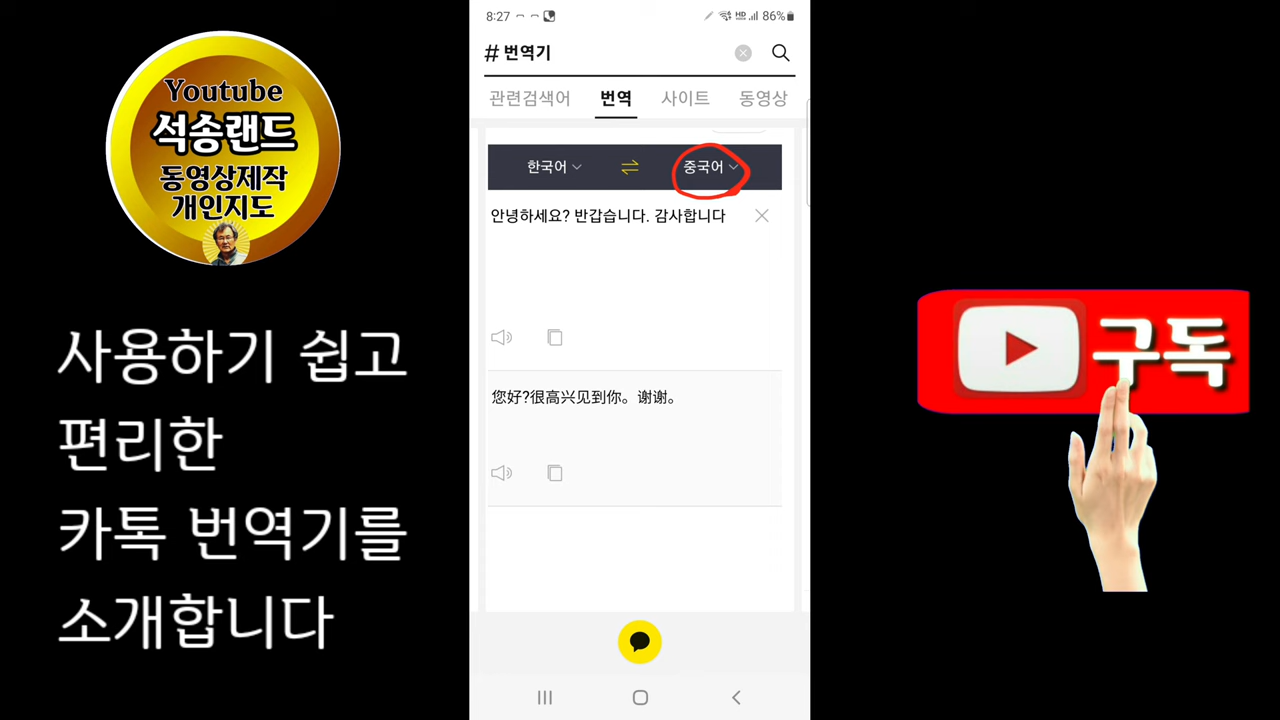 Youtube
석송랜드
동영상제작
개인지도
사용하기 쉽고
편리한
카톡 번역기를
소개합니다
8:27
HD
86%
# 번역기
관련검색어 번역 사이트 동영상
한국어 중국어
안녕하세요? 반갑습니다. 감사합니다
您好?很高兴见到你。谢谢。
구독